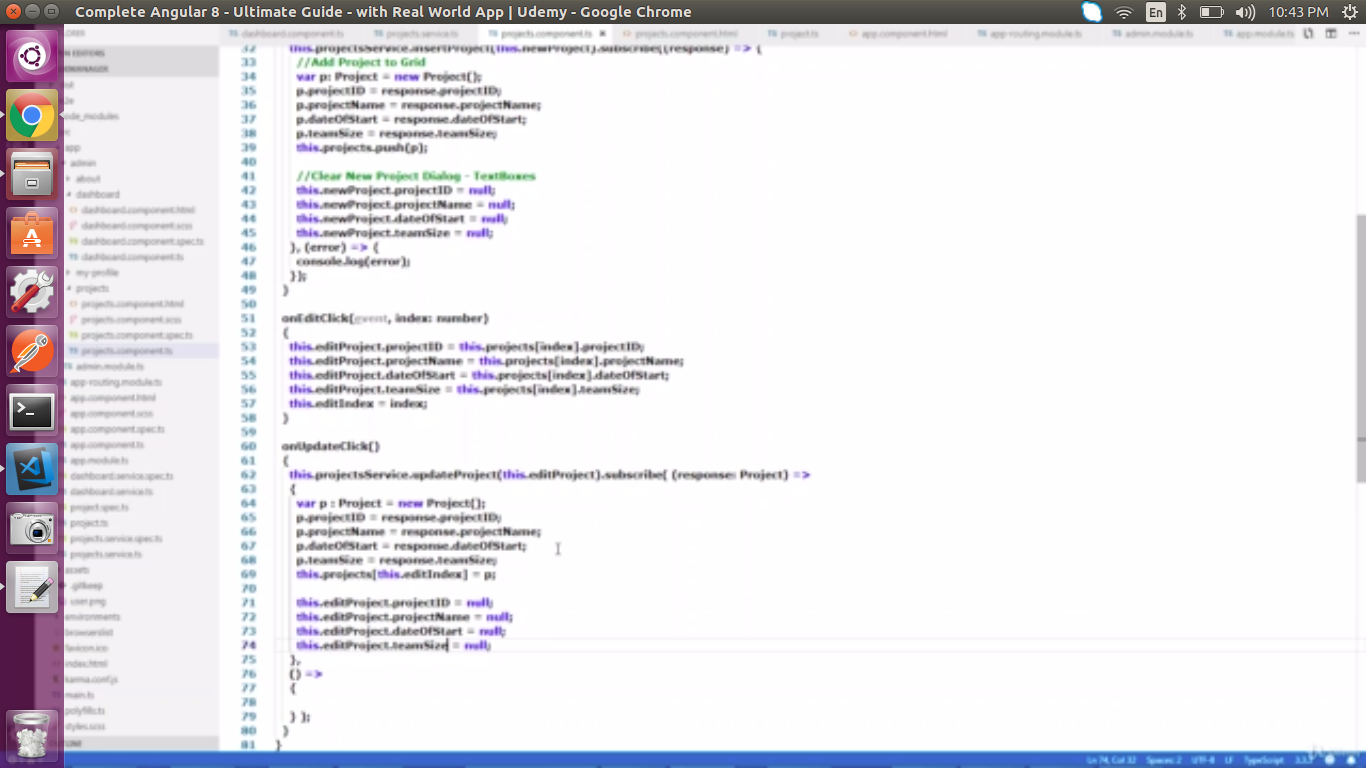 Complete Angular 8 - Ultimate Guide - with Real World App | Udemy - Google Chrome
En
10:43 PM
dashboard.component.ts
projects.service.ts
projects.component.ts
projects.component.html
project.ts
app.component.html
app-routing.module.ts
admin.module.ts
app.module.ts
32 this.projectsService.insertProject(this.newProject).subscribe((response) => {
33 //Add Project to Grid
34 var p: Project = new Project();
35 p.projectID = response.projectID;
36 p.projectName = response.projectName;
37 p.dateOfStart = response.dateOfStart;
38 p.teamSize = response.teamSize;
39 this.projects.push(p);
40
41 //Clear New Project Dialog - TextBoxes
42 this.newProject.projectID = null;
43 this.newProject.projectName = null;
44 this.newProject.dateOfStart = null;
45 this.newProject.teamSize = null;
46 }, (error) => {
47 console.log(error);
48 });
49 }
50
51 onEditClick(event, index: number)
52 {
53 this.editProject.projectID = this.projects[index].projectID;
54 this.editProject.projectName = this.projects[index].projectName;
55 this.editProject.dateOfStart = this.projects[index].dateOfStart;
56 this.editProject.teamSize = this.projects[index].teamSize;
57 this.editIndex = index;
58 }
59
60 onUpdateClick()
61 {
62 this.projectsService.updateProject(this.editProject).subscribe( (response: Project) =>
63 {
64 var p : Project = new Project();
65 p.projectID = response.projectID;
66 p.projectName = response.projectName;
67 p.dateOfStart = response.dateOfStart;
68 p.teamSize = response.teamSize;
69 this.projects[this.editIndex] = p;
70
71 this.editProject.projectID = null;
72 this.editProject.projectName = null;
73 this.editProject.dateOfStart = null;
74 this.editProject.teamSize = null;
75 },
76 () =>
77 {
78
79 } );
80 }
81 }
app
admin
about
dashboard
dashboard.component.html
dashboard.component.scss
dashboard.component.spec.ts
dashboard.component.ts
my-profile
projects
projects.component.html
projects.component.scss
projects.component.spec.ts
projects.component.ts
admin.module.ts
app-routing.module.ts
app.component.html
app.component.scss
app.component.spec.ts
app.component.ts
app.module.ts
dashboard.service.spec.ts
dashboard.service.ts
project.spec.ts
project.ts
projects.service.spec.ts
projects.service.ts
assets
.gitkeep
user.png
environments
browserslist
favicon.ico
index.html
karma.conf.js
main.ts
polyfills.ts
styles.scss
Ln 74, Col 32
Spaces: 2
UTF-8
LF
TypeScript